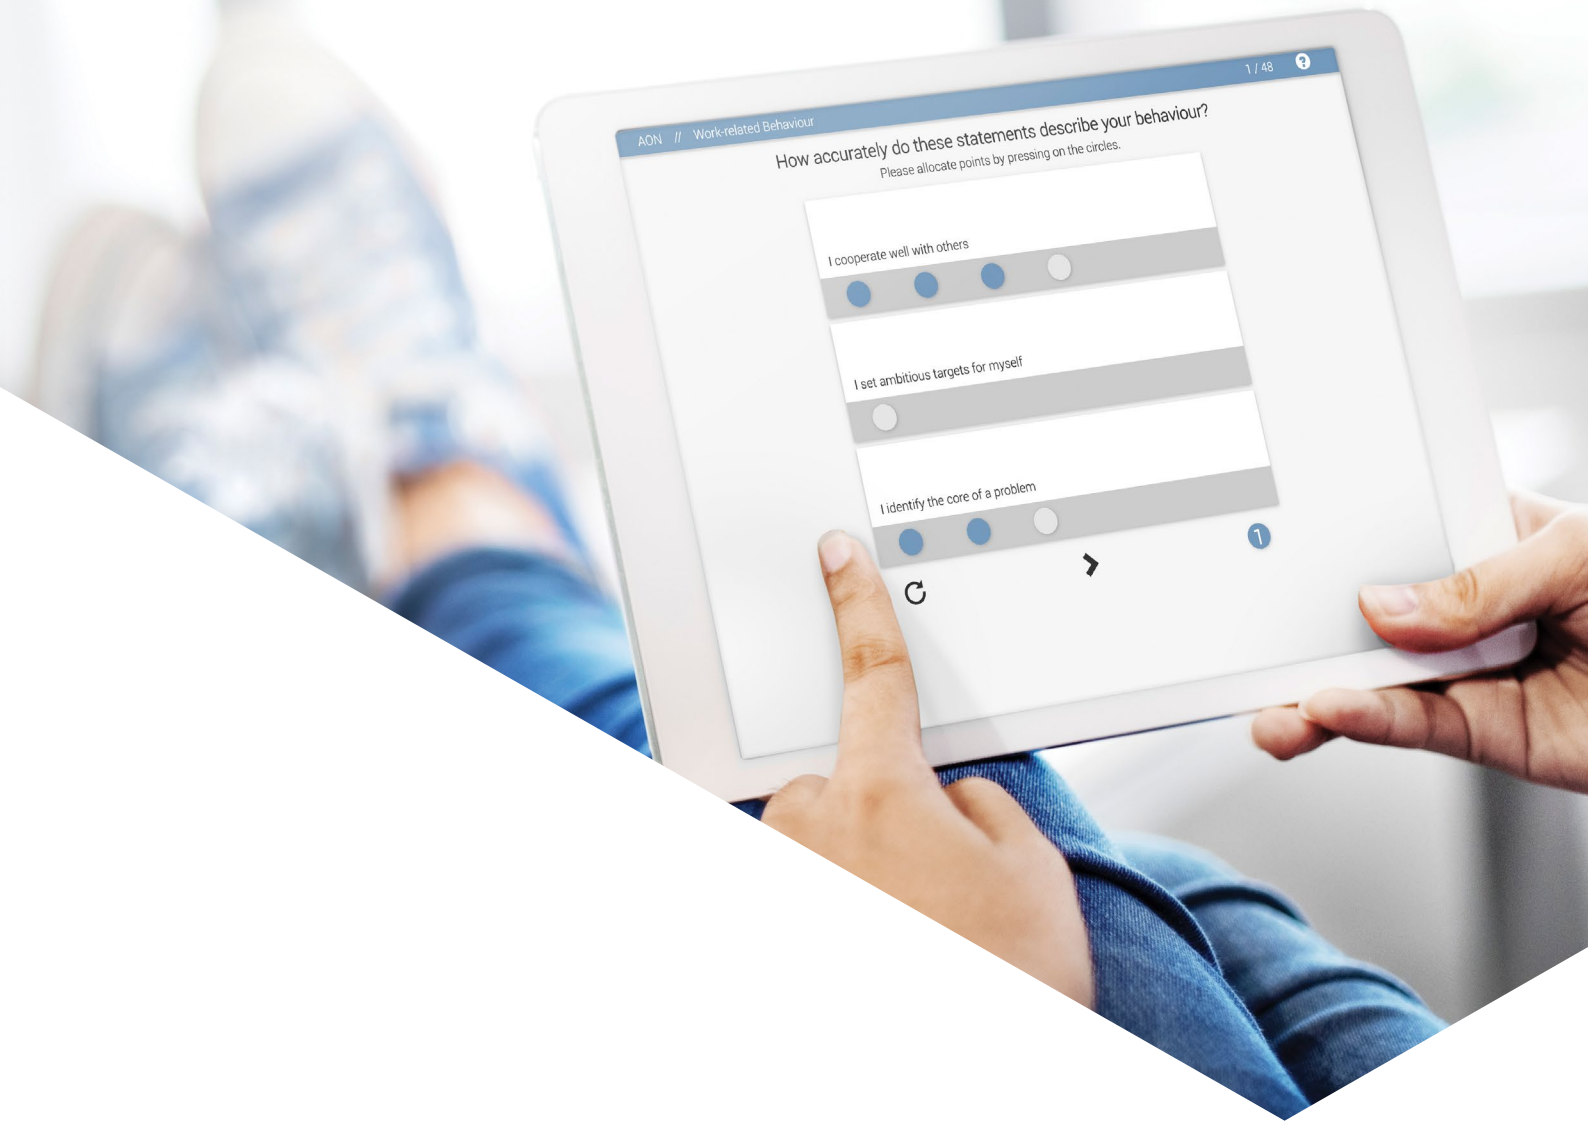 AON // Work-related Behaviour 1 / 48 ?
How accurately do these statements describe your behaviour?
Please allocate points by pressing on the circles.
I cooperate well with others
I set ambitious targets for myself
I identify the core of a problem
1